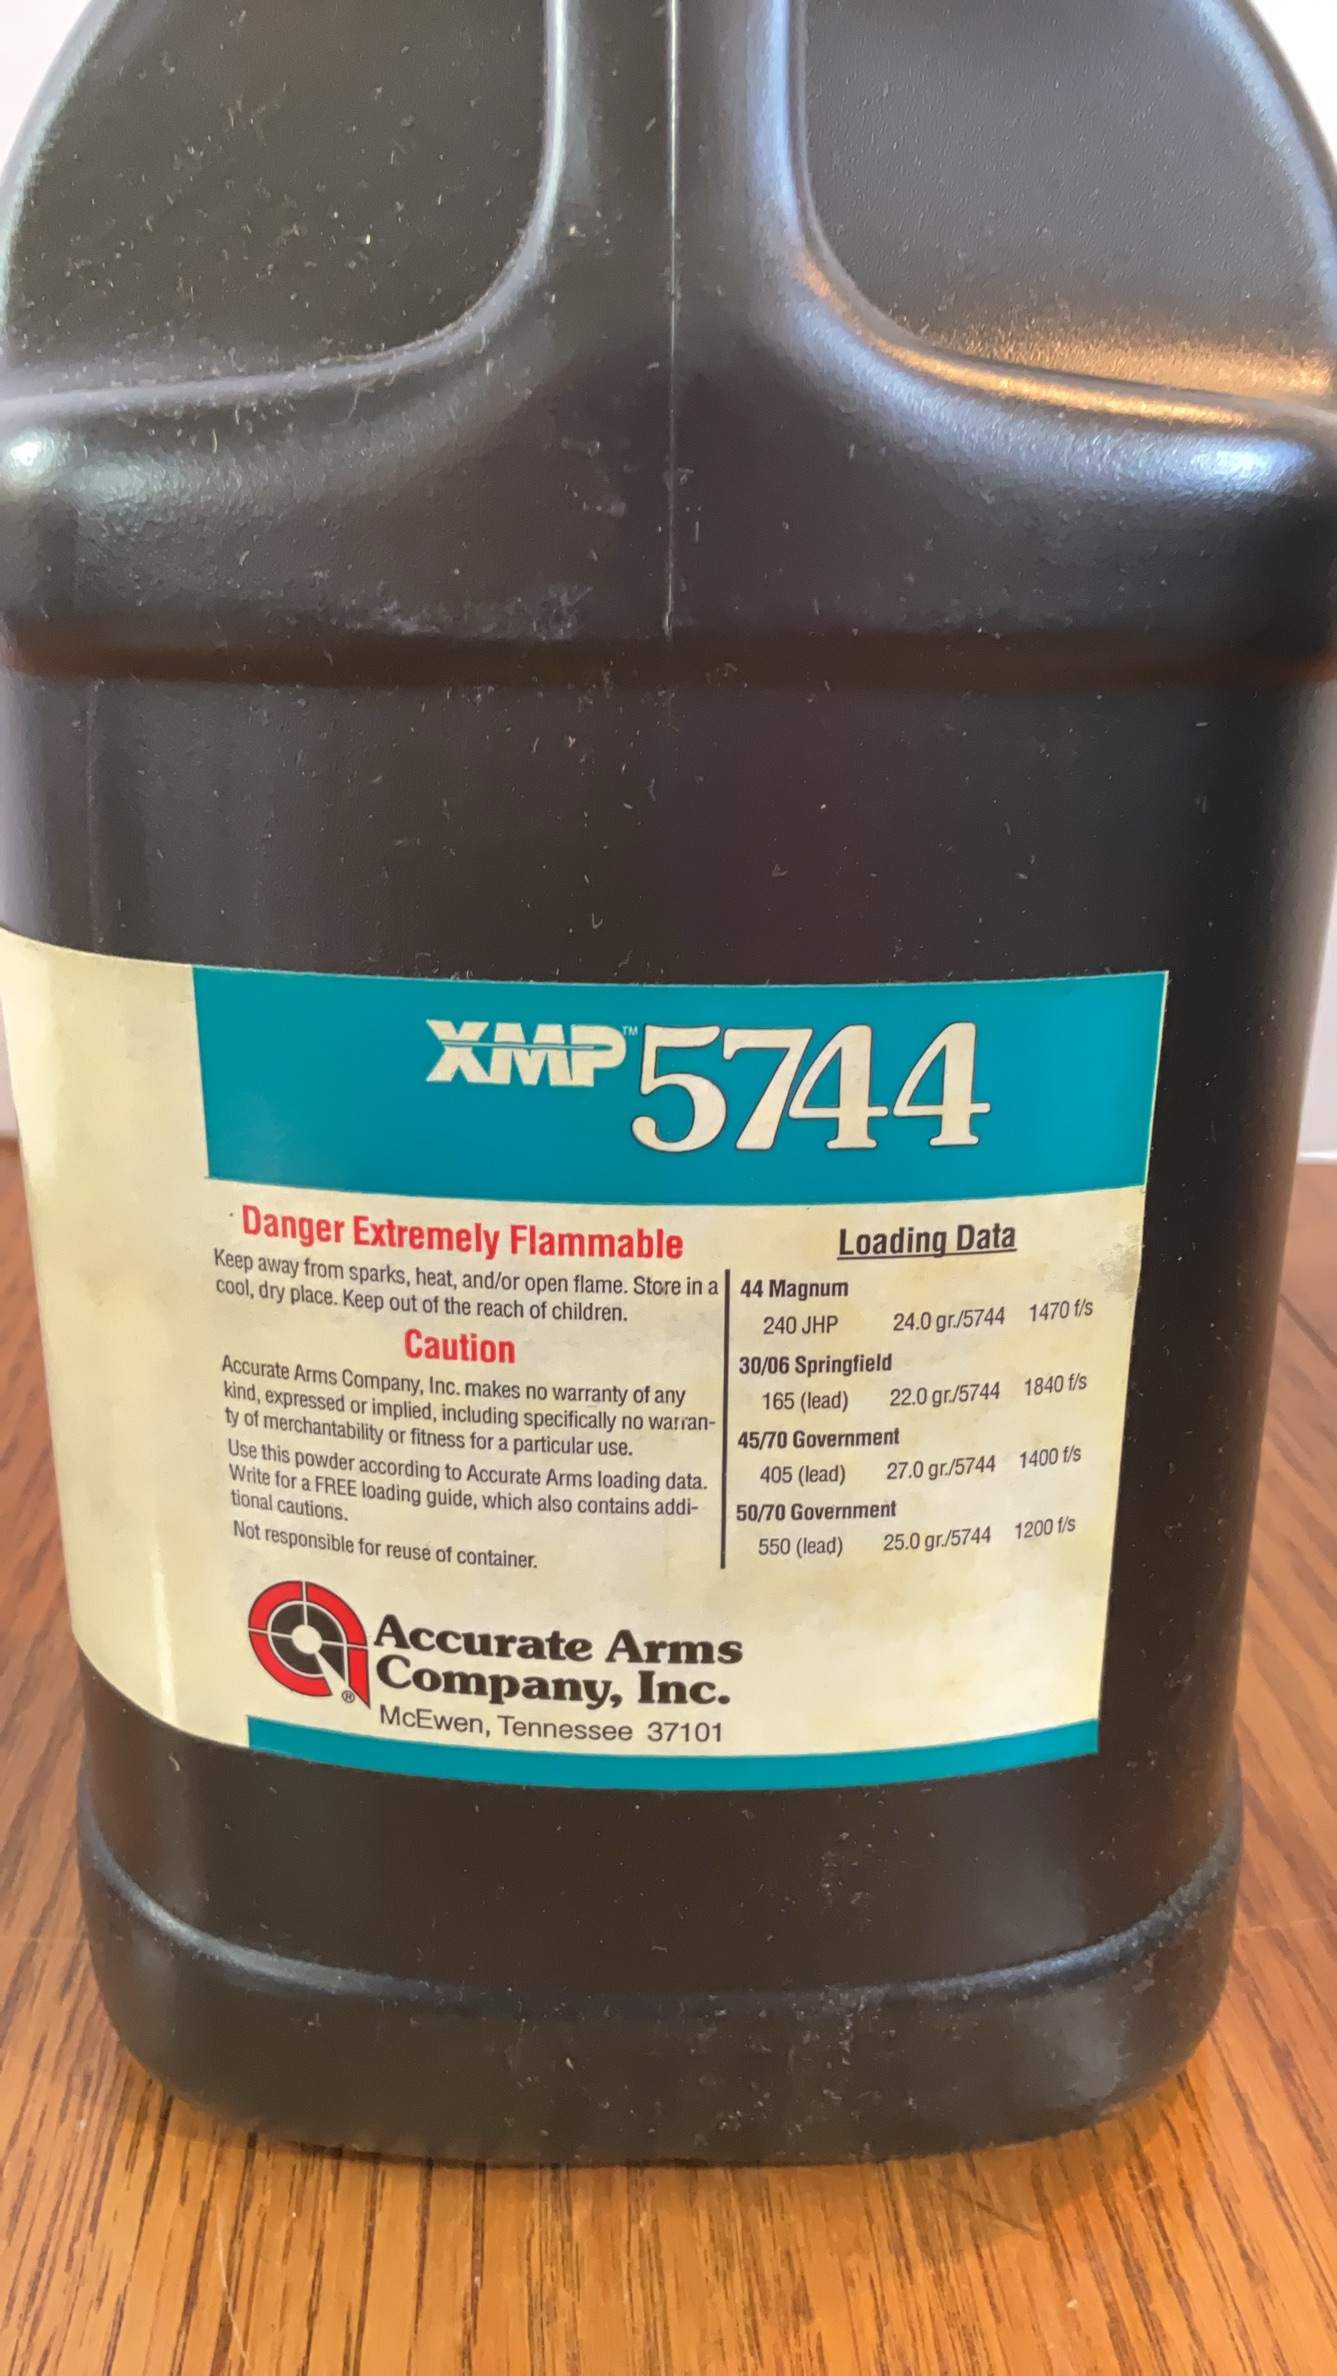 XMP™5744
Danger Extremely Flammable
Keep away from sparks, heat, and/or open flame. Store in a
cool, dry place. Keep out of the reach of children.
Caution
Accurate Arms Company, Inc. makes no warranty of any
kind, expressed or implied, including specifically no warran-
ty of merchantability or fitness for a particular use.
Use this powder according to Accurate Arms loading data.
Write for a FREE loading guide, which also contains addi-
tional cautions.
Not responsible for reuse of container.
Loading Data
44 Magnum
240 JHP 24.0 gr./5744 1470 f/s
30/06 Springfield
165 (lead) 22.0 gr./5744 1840 f/s
45/70 Government
405 (lead) 27.0 gr./5744 1400 f/s
50/70 Government
550 (lead) 25.0 gr./5744 1200 f/s
®
Accurate Arms
Company, Inc.
McEwen, Tennessee 37101